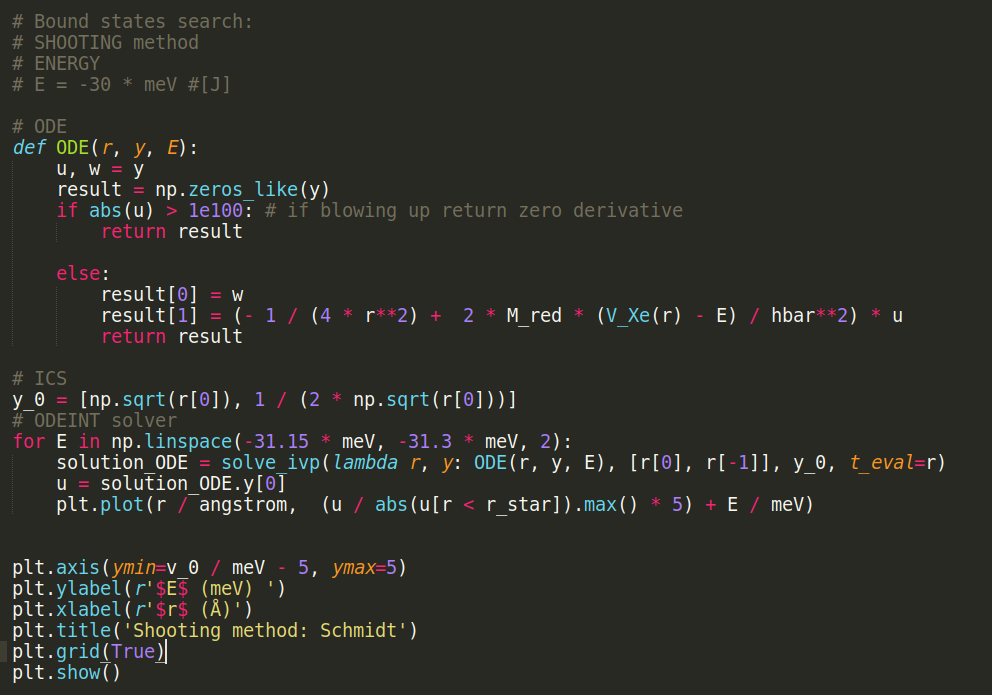 # Bound states search:
# SHOOTING method
# ENERGY
# E = -30 * meV #[J]
# ODE
def ODE(r, y, E):
    u, w = y
    result = np.zeros_like(y)
    if abs(u) > 1e100: # if blowing up return zero derivative
        return result
    else:
        result[0] = w
        result[1] = (- 1 / (4 * r**2) +  2 * M_red * (V_Xe(r) - E) / hbar**2) * u
        return result
# ICS
y_0 = [np.sqrt(r[0]), 1 / (2 * np.sqrt(r[0]))]
# ODEINT solver
for E in np.linspace(-31.15 * meV, -31.3 * meV, 2):
    solution_ODE = solve_ivp(lambda r, y: ODE(r, y, E), [r[0], r[-1]], y_0, t_eval=r)
    u = solution_ODE.y[0]
    plt.plot(r / angstrom,  (u / abs(u[r < r_star]).max() * 5) + E / meV)
plt.axis(ymin=v_0 / meV - 5, ymax=5)
plt.ylabel(r'$E$ (meV) ')
plt.xlabel(r'$r$ (Å)')
plt.title('Shooting method: Schmidt')
plt.grid(True)
plt.show()